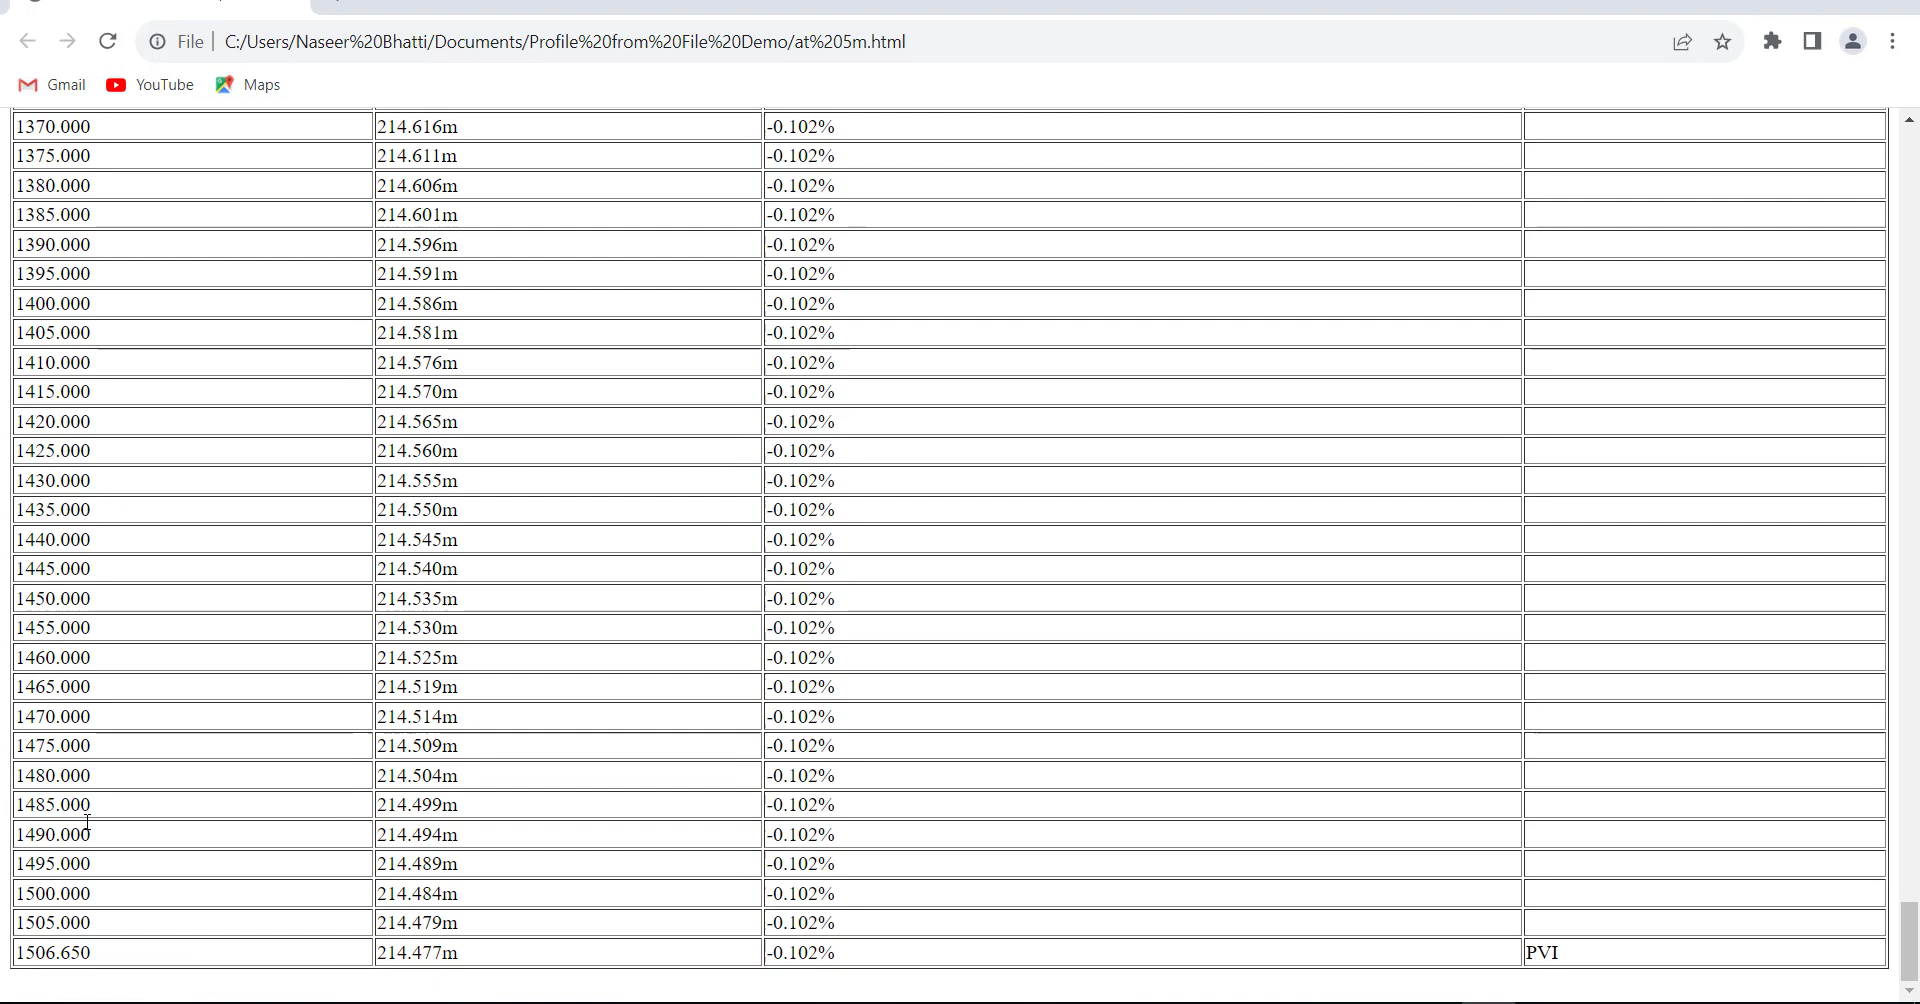 File C:/Users/Naseer%20Bhatti/Documents/Profile%20from%20File%20Demo/at%205m.html
Gmail YouTube Maps
1370.000 214.616m -0.102%
1375.000 214.611m -0.102%
1380.000 214.606m -0.102%
1385.000 214.601m -0.102%
1390.000 214.596m -0.102%
1395.000 214.591m -0.102%
1400.000 214.586m -0.102%
1405.000 214.581m -0.102%
1410.000 214.576m -0.102%
1415.000 214.570m -0.102%
1420.000 214.565m -0.102%
1425.000 214.560m -0.102%
1430.000 214.555m -0.102%
1435.000 214.550m -0.102%
1440.000 214.545m -0.102%
1445.000 214.540m -0.102%
1450.000 214.535m -0.102%
1455.000 214.530m -0.102%
1460.000 214.525m -0.102%
1465.000 214.519m -0.102%
1470.000 214.514m -0.102%
1475.000 214.509m -0.102%
1480.000 214.504m -0.102%
1485.000 214.499m -0.102%
1490.000 214.494m -0.102%
1495.000 214.489m -0.102%
1500.000 214.484m -0.102%
1505.000 214.479m -0.102%
1506.650 214.477m -0.102% PVI